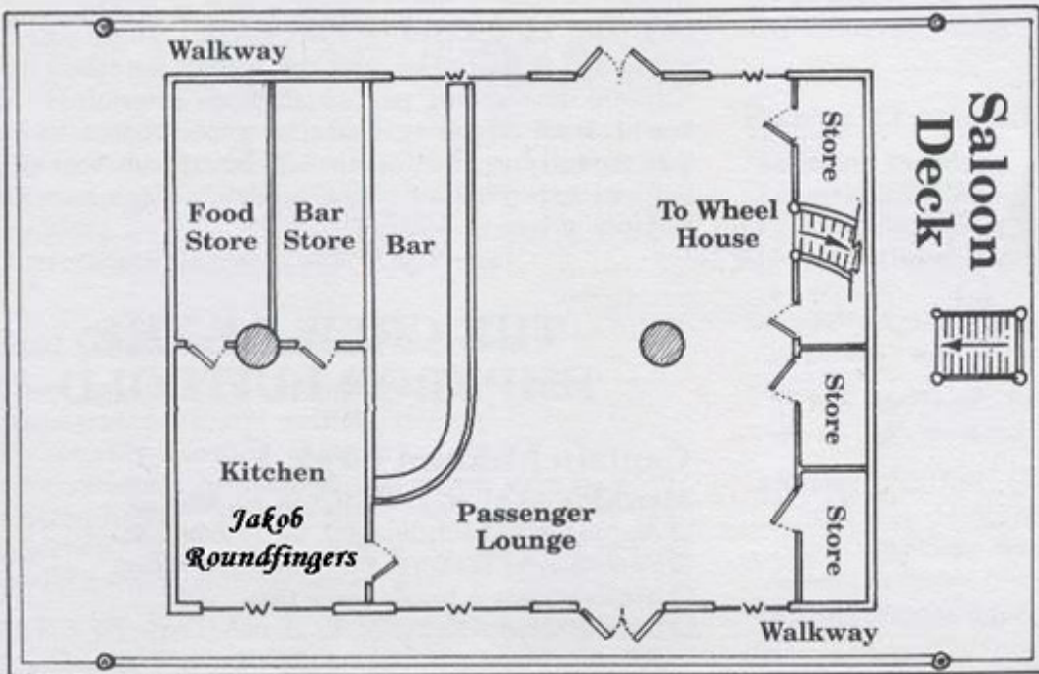 Walkway
Food
Store
Bar
Store
Bar
To Wheel
House
Store
Saloon
Deck
Store
Store
Kitchen
Jakob
Roundfingers
Passenger
Lounge
Walkway